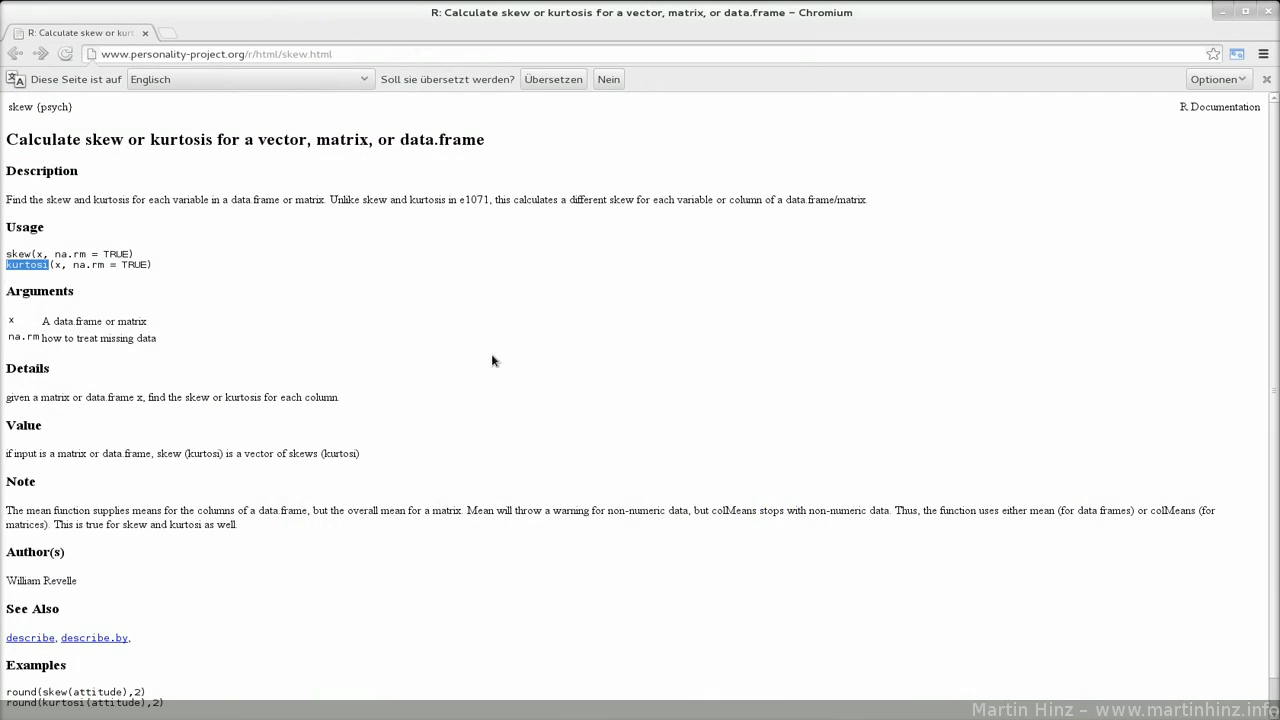 R: Calculate skew or kurtosis for a vector, matrix, or data.frame – Chromium
R: Calculate skew or kurt
www.personality-project.org/r/html/skew.html
Diese Seite ist auf Englisch Soll sie übersetzt werden? Übersetzen Nein Optionen
skew {psych} R Documentation
Calculate skew or kurtosis for a vector, matrix, or data.frame
Description
Find the skew and kurtosis for each variable in a data.frame or matrix. Unlike skew and kurtosis in e1071, this calculates a different skew for each variable or column of a data.frame/matrix.
Usage
skew(x, na.rm = TRUE)
kurtosi(x, na.rm = TRUE)
Arguments
x A data.frame or matrix
na.rm how to treat missing data
Details
given a matrix or data.frame x, find the skew or kurtosis for each column.
Value
if input is a matrix or data.frame, skew (kurtosi) is a vector of skews (kurtosi)
Note
The mean function supplies means for the columns of a data.frame, but the overall mean for a matrix. Mean will throw a warning for non-numeric data, but colMeans stops with non-numeric data. Thus, the function uses either mean (for data frames) or colMeans (for
matrices). This is true for skew and kurtosi as well.
Author(s)
William Revelle
See Also
describe, describe.by,
Examples
round(skew(attitude),2)
round(kurtosi(attitude),2)
Martin Hinz – www.martinhinz.info